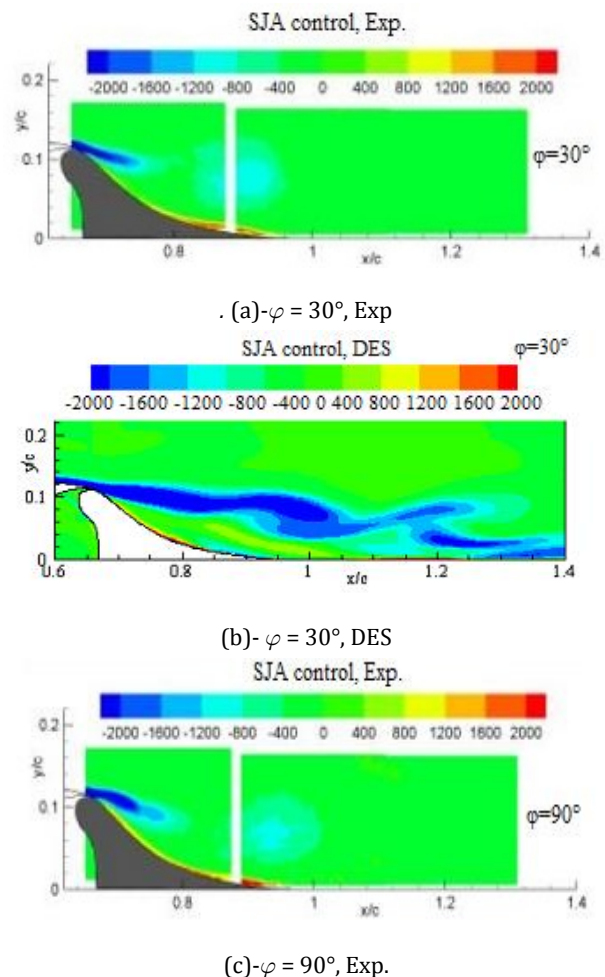 SJA control, Exp.
-2000 -1600 -1200 -800 -400 0 400 800 1200 1600 2000
0.2
y/c
0.1
φ=30°
0
0.8 1 1.2 1.4
x/c
. (a)-φ = 30°, Exp
SJA control, DES φ=30°
-2000 -1600 -1200 -800 -400 0 400 800 1200 1600 2000
0.2
y/c
0.1
0
0.6 0.8 1 1.2 1.4
x/c
(b)- φ = 30°, DES
SJA control, Exp.
-2000 -1600 -1200 -800 -400 0 400 800 1200 1600 2000
0.2
y/c
0.1
φ=90°
0
0.8 1 1.2 1.4
x/c
(c)-φ = 90°, Exp.